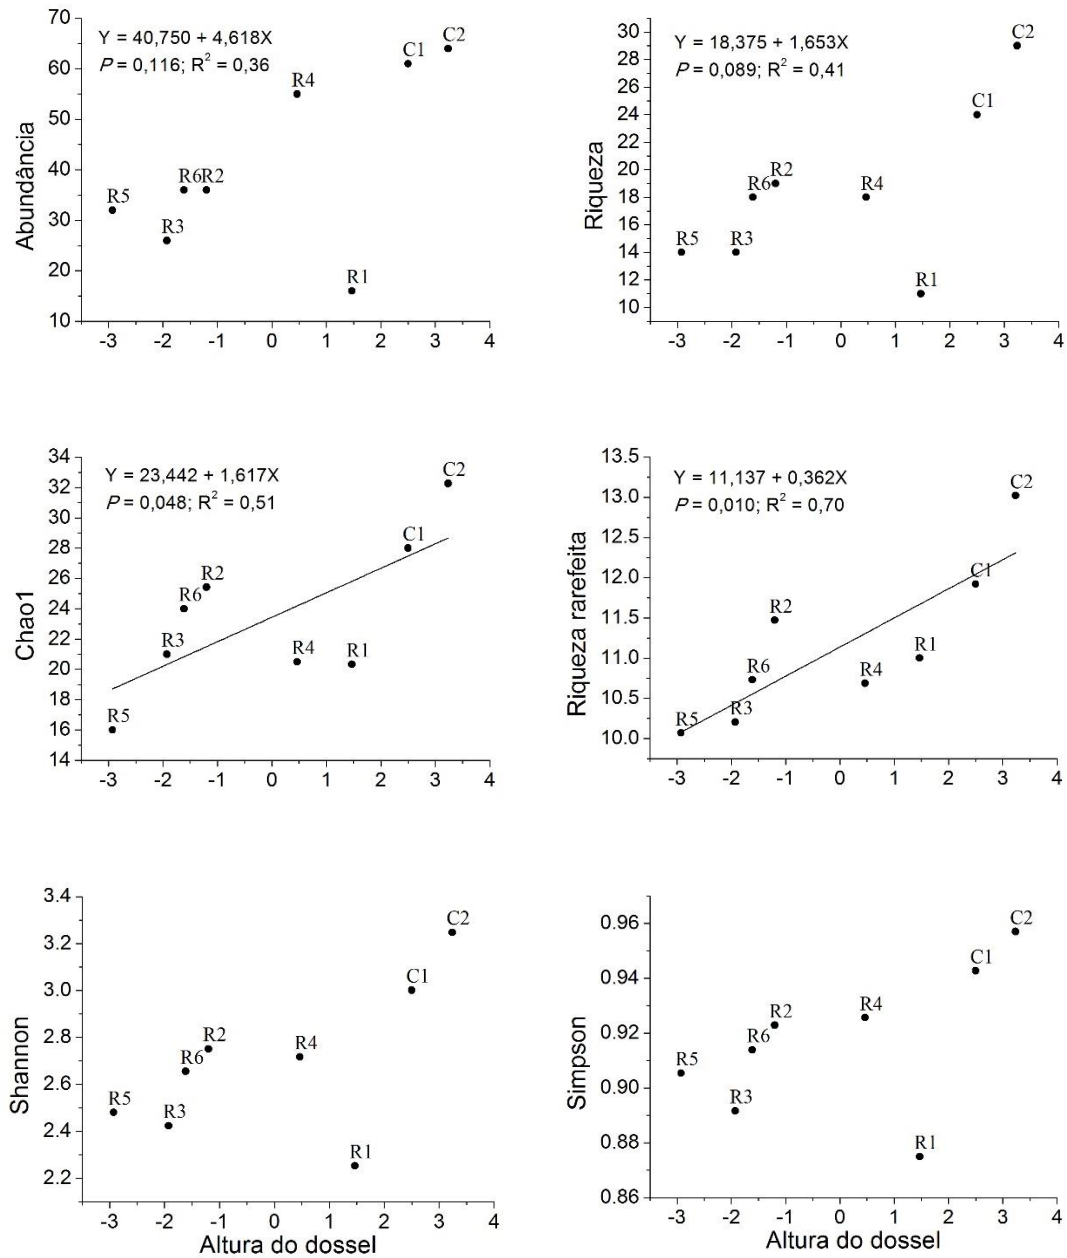 Abundância
70
60
50
40
30
20
10
Y = 40,750 + 4,618X
P = 0,116; R² = 0,36
C2
C1
R4
R6 R2
R5
R3
R1
-3 -2 -1 0 1 2 3 4
Riqueza
30
28
26
24
22
20
18
16
14
12
10
Y = 18,375 + 1,653X
P = 0,089; R² = 0,41
C2
C1
R2
R6
R4
R5
R3
R1
-3 -2 -1 0 1 2 3 4
Chao1
34
32
30
28
26
24
22
20
18
16
14
Y = 23,442 + 1,617X
P = 0,048; R² = 0,51
C2
C1
R2
R6
R3
R4
R1
R5
-3 -2 -1 0 1 2 3 4
Riqueza rarefeita
13.5
13.0
12.5
12.0
11.5
11.0
10.5
10.0
Y = 11,137 + 0,362X
P = 0,010; R² = 0,70
C2
C1
R2
R1
R6
R4
R3
R5
-3 -2 -1 0 1 2 3 4
Shannon
3.4
3.2
3.0
2.8
2.6
2.4
2.2
C2
C1
R2
R4
R6
R5
R3
R1
-3 -2 -1 0 1 2 3 4
Altura do dossel
Simpson
0.96
0.94
0.92
0.90
0.88
0.86
C2
C1
R4
R2
R6
R5
R3
R1
-3 -2 -1 0 1 2 3 4
Altura do dossel